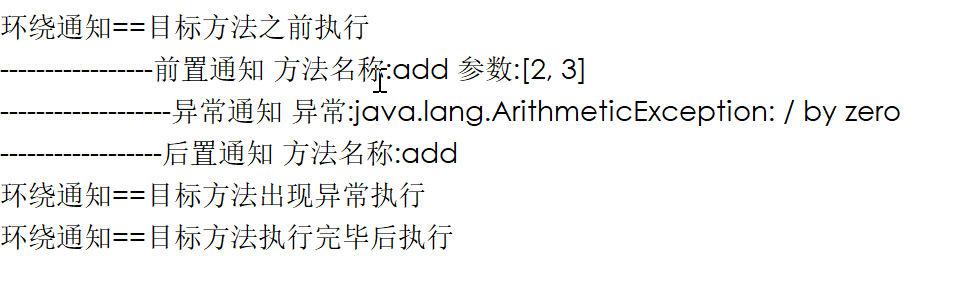 环绕通知==目标方法之前执行
-----------------前置通知 方法名称:add 参数:[2, 3]
-------------------异常通知 异常:java.lang.ArithmeticException: / by zero
------------------后置通知 方法名称:add
环绕通知==目标方法出现异常执行
环绕通知==目标方法执行完毕后执行